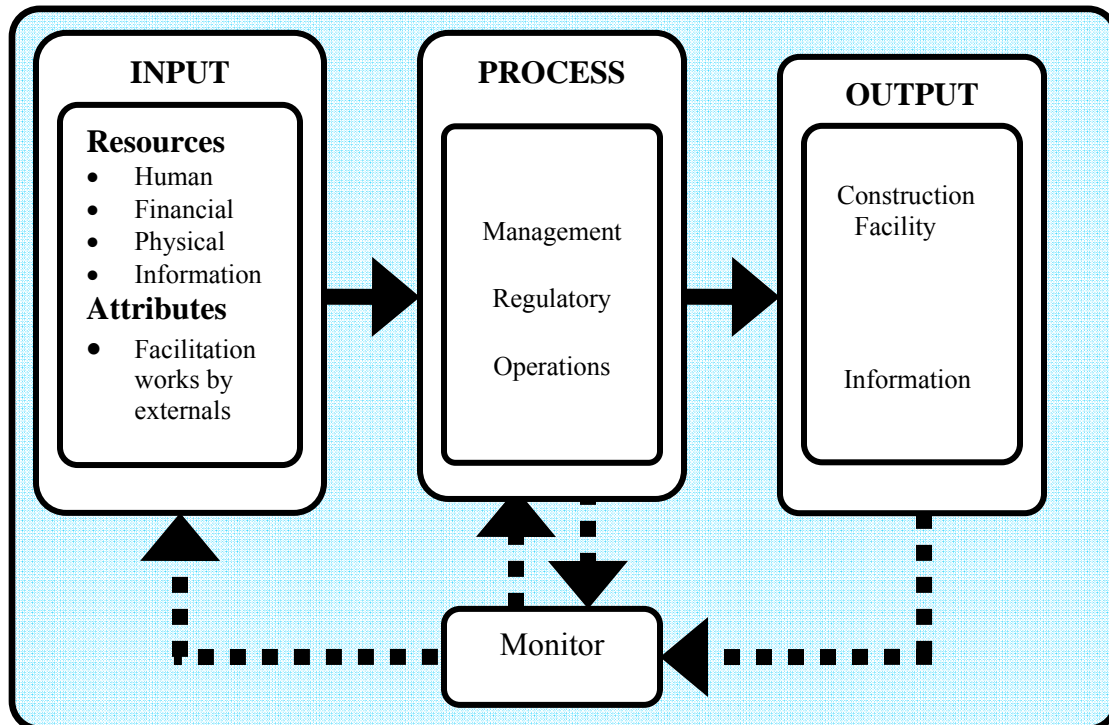 INPUT
Resources
• Human
• Financial
• Physical
• Information
Attributes
• Facilitation
works by
externals
PROCESS
Management
Regulatory
Operations
OUTPUT
Construction
Facility
Information
Monitor